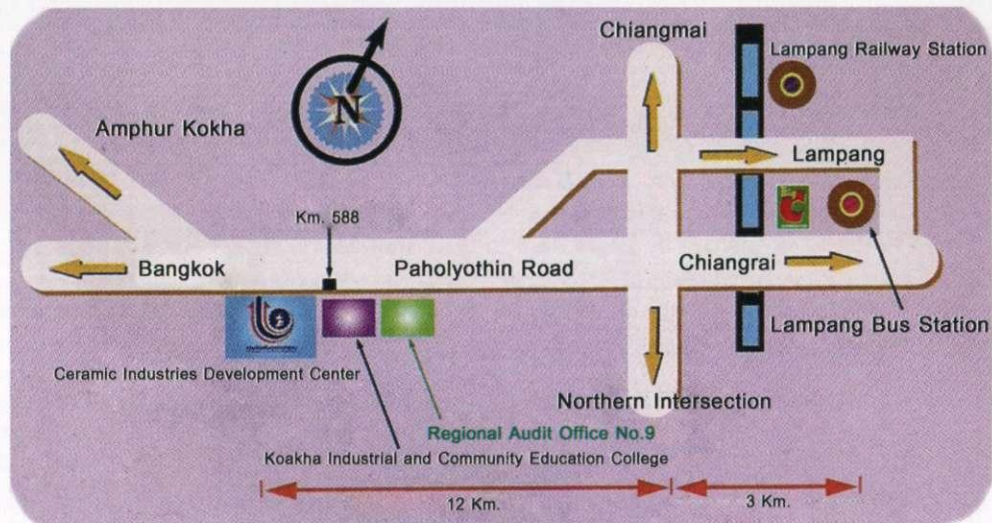 Chiangmai
Lampang Railway Station
N
Amphur Kokha
Lampang
Km. 588
C
Bangkok
Paholyothin Road
Chiangrai
Lampang Bus Station
Ceramic Industries Development Center
Northern Intersection
Regional Audit Office No.9
Koakha Industrial and Community Education College
12 Km.
3 Km.